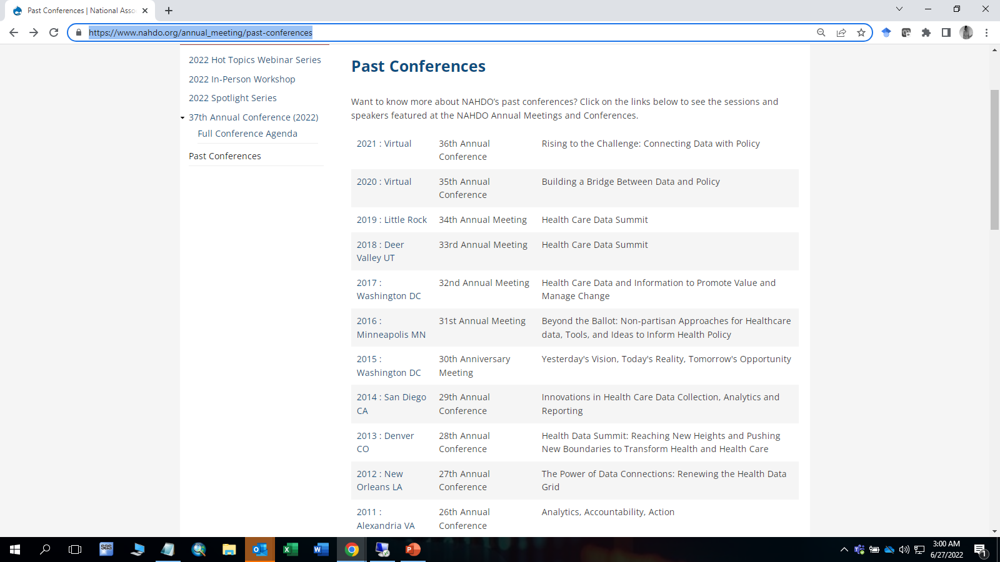 Past Conferences | National Asso
https://www.nahdo.org/annual_meeting/past-conferences
2022 Hot Topics Webinar Series
2022 In-Person Workshop
2022 Spotlight Series
37th Annual Conference (2022)
Full Conference Agenda
Past Conferences
Past Conferences
Want to know more about NAHDO’s past conferences? Click on the links below to see the sessions and
speakers featured at the NAHDO Annual Meetings and Conferences.
2021 : Virtual
36th Annual
Conference
Rising to the Challenge: Connecting Data with Policy
2020 : Virtual
35th Annual
Conference
Building a Bridge Between Data and Policy
2019 : Little Rock
34th Annual Meeting
Health Care Data Summit
2018 : Deer
Valley UT
33rd Annual Meeting
Health Care Data Summit
2017 :
Washington DC
32nd Annual Meeting
Health Care Data and Information to Promote Value and
Manage Change
2016 :
Minneapolis MN
31st Annual Meeting
Beyond the Ballot: Non-partisan Approaches for Healthcare
data, Tools, and Ideas to Inform Health Policy
2015 :
Washington DC
30th Anniversary
Meeting
Yesterday's Vision, Today's Reality, Tomorrow's Opportunity
2014 : San Diego
CA
29th Annual
Conference
Innovations in Health Care Data Collection, Analytics and
Reporting
2013 : Denver
CO
28th Annual
Conference
Health Data Summit: Reaching New Heights and Pushing
New Boundaries to Transform Health and Health Care
2012 : New
Orleans LA
27th Annual
Conference
The Power of Data Connections: Renewing the Health Data
Grid
2011 :
Alexandria VA
26th Annual
Conference
Analytics, Accountability, Action
sas
3:00 AM
6/27/2022
1